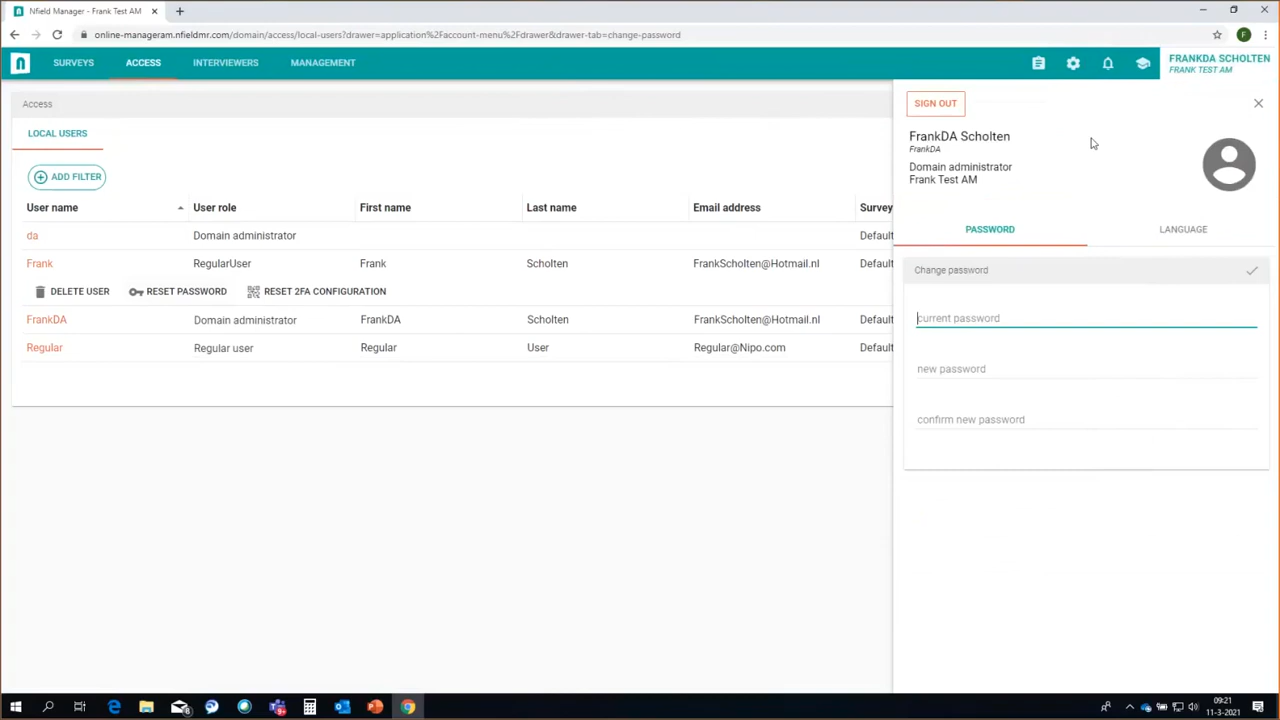 Nfield Manager - Frank Test AM
online-manageram.nfieldmr.com/domain/access/local-users?drawer=application%2Faccount-menu%2Fdrawer&drawer-tab=change-password
F
n
SURVEYS
ACCESS
INTERVIEWERS
MANAGEMENT
FRANKDA SCHOLTEN
FRANK TEST AM
Access
LOCAL USERS
ADD FILTER
User name User role First name Last name Email address Survey
da Domain administrator Default
Frank RegularUser Frank Scholten FrankScholten@Hotmail.nl Default
DELETE USER RESET PASSWORD RESET 2FA CONFIGURATION
FrankDA Domain administrator FrankDA Scholten FrankScholten@Hotmail.nl Default
Regular Regular user Regular User Regular@Nipo.com Default
SIGN OUT
FrankDA Scholten
FrankDA
Domain administrator
Frank Test AM
PASSWORD
LANGUAGE
Change password
current password
new password
confirm new password
09:21
11-3-2021